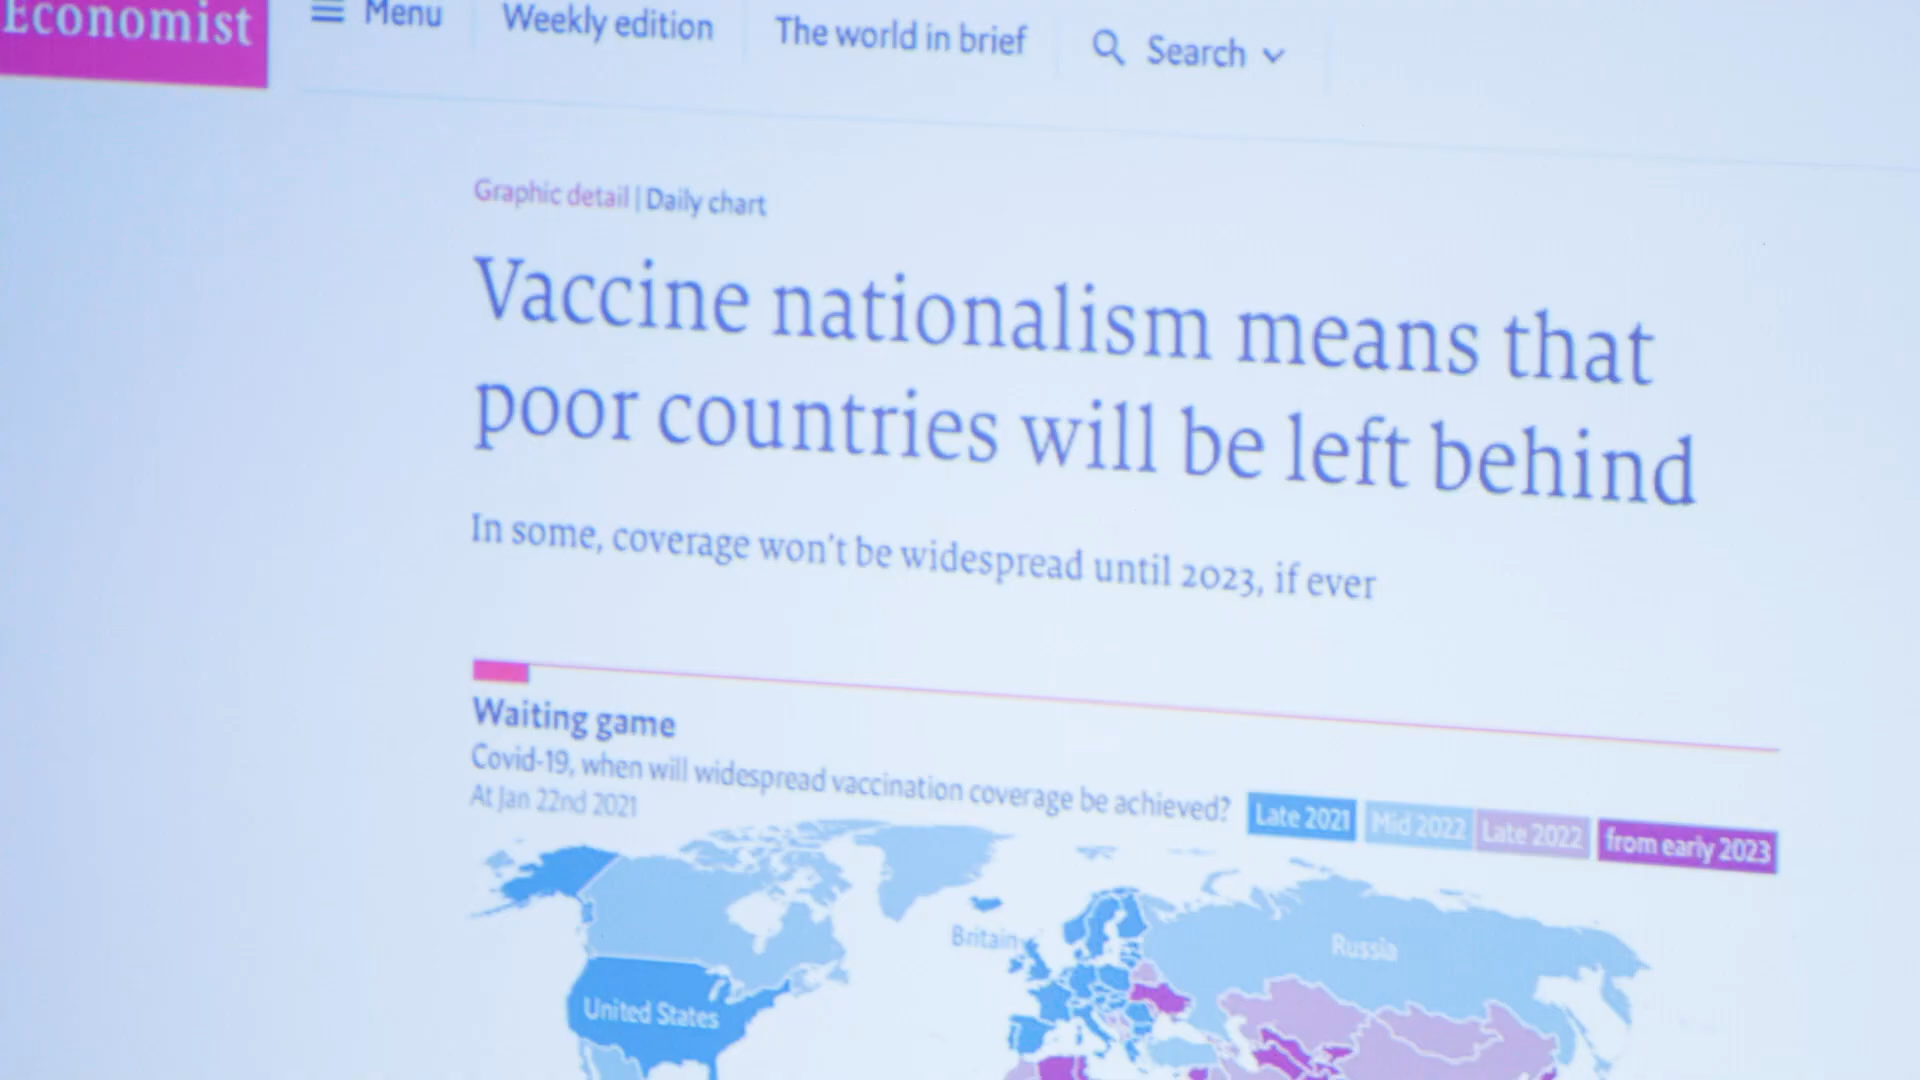 Economist
Menu
Weekly edition
The world in brief
Search
Graphic detail | Daily chart
Vaccine nationalism means that
poor countries will be left behind
In some, coverage won't be widespread until 2023, if ever
Waiting game
Covid-19, when will widespread vaccination coverage be achieved?
At Jan 22nd 2021
Late 2021
Mid 2022
Late 2022
from early 2023
Britain
Russia
United States